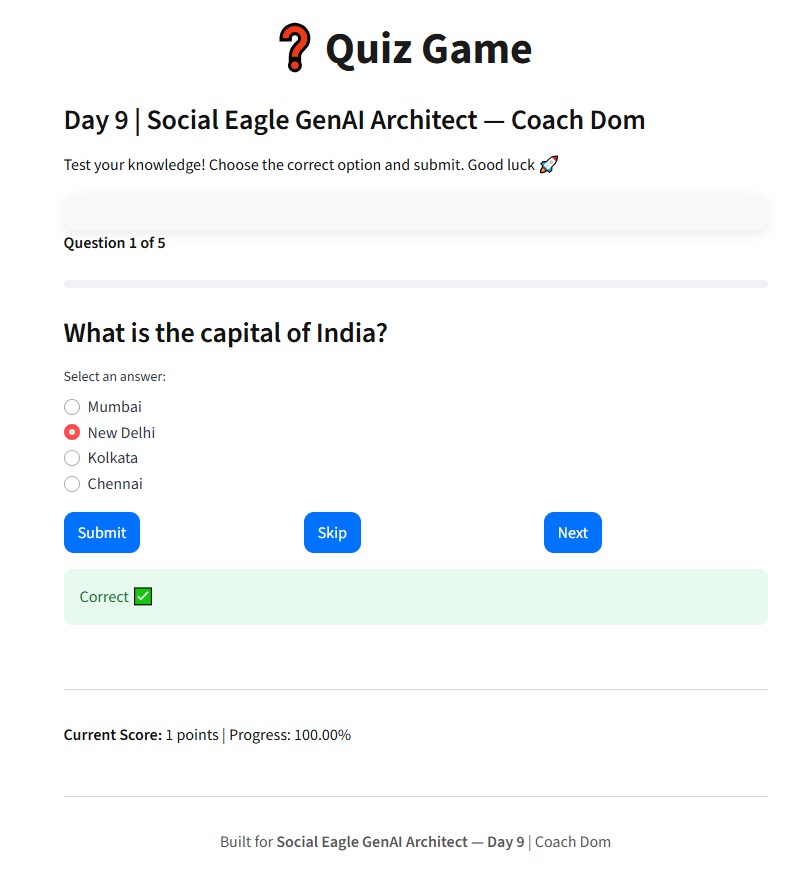 ❓ Quiz Game
Day 9 | Social Eagle GenAI Architect — Coach Dom
Test your knowledge! Choose the correct option and submit. Good luck 🚀
Question 1 of 5
What is the capital of India?
Select an answer:
Mumbai
New Delhi
Kolkata
Chennai
Submit Skip Next
Correct ✅
Current Score: 1 points | Progress: 100.00%
Built for Social Eagle GenAI Architect — Day 9 | Coach Dom